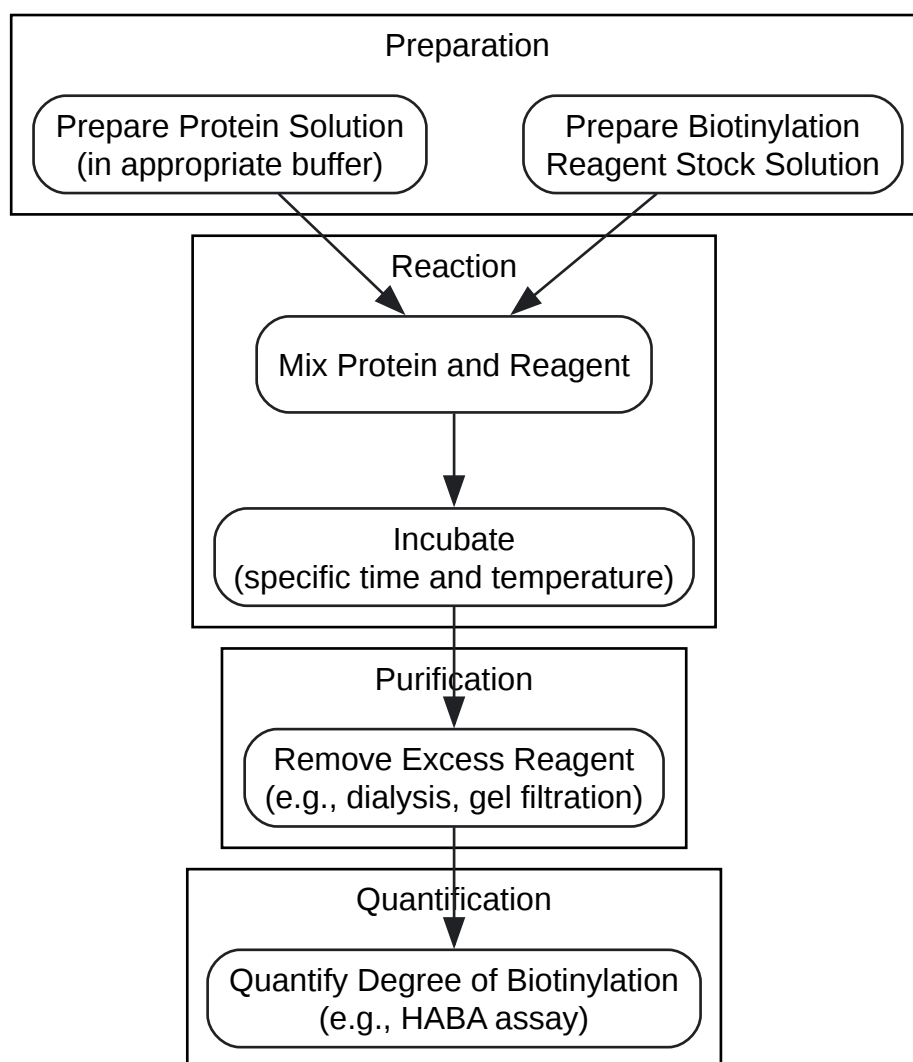 Preparation
Prepare Protein Solution
(in appropriate buffer)
Prepare Biotinylation
Reagent Stock Solution
Reaction
Mix Protein and Reagent
Incubate
(specific time and temperature)
Purification
Remove Excess Reagent
(e.g., dialysis, gel filtration)
Quantification
Quantify Degree of Biotinylation
(e.g., HABA assay)